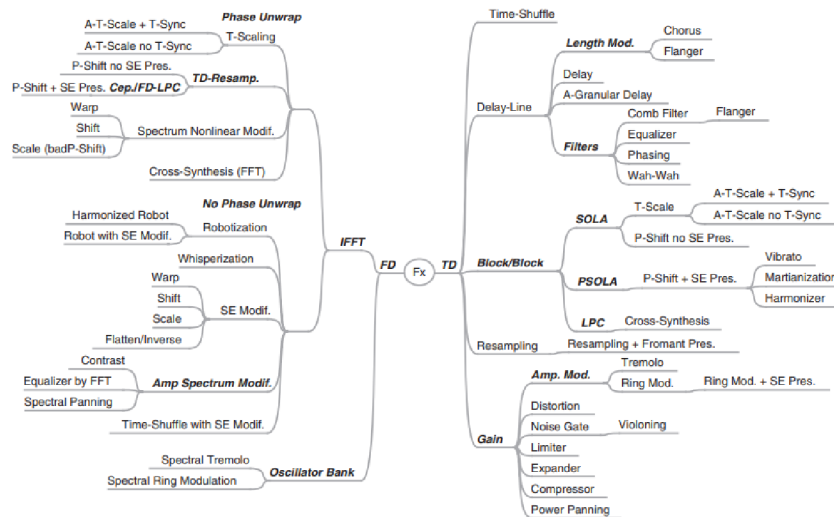 Phase Unwrap
A-T-Scale + T-Sync
T-Scaling
A-T-Scale no T-Sync
P-Shift no SE Pres.
TD-Resamp.
P-Shift + SE Pres. Cep./FD-LPC
Warp
Shift
Spectrum Nonlinear Modif.
Scale (badP-Shift)
Cross-Synthesis (FFT)
No Phase Unwrap
Harmonized Robot
Robotization
Robot with SE Modif.
IFFT
Whisperization
Warp
Shift
SE Modif.
Scale
Flatten/Inverse
Contrast
Equalizer by FFT
Amp Spectrum Modif.
Spectral Panning
Time-Shuffle with SE Modif.
Spectral Tremolo
Oscillator Bank
Spectral Ring Modulation
FD
Fx
TD
Time-Shuffle
Chorus
Length Mod.
Flanger
Delay
A-Granular Delay
Delay-Line
Comb Filter
Flanger
Equalizer
Filters
Phasing
Wah-Wah
A-T-Scale + T-Sync
T-Scale
SOLA
A-T-Scale no T-Sync
P-Shift no SE Pres.
Block/Block
Vibrato
PSOLA
P-Shift + SE Pres.
Martianization
Harmonizer
LPC
Cross-Synthesis
Resampling
Resampling + Fromant Pres.
Tremolo
Amp. Mod.
Ring Mod.
Ring Mod. + SE Pres.
Distortion
Noise Gate
Violoning
Gain
Limiter
Expander
Compressor
Power Panning